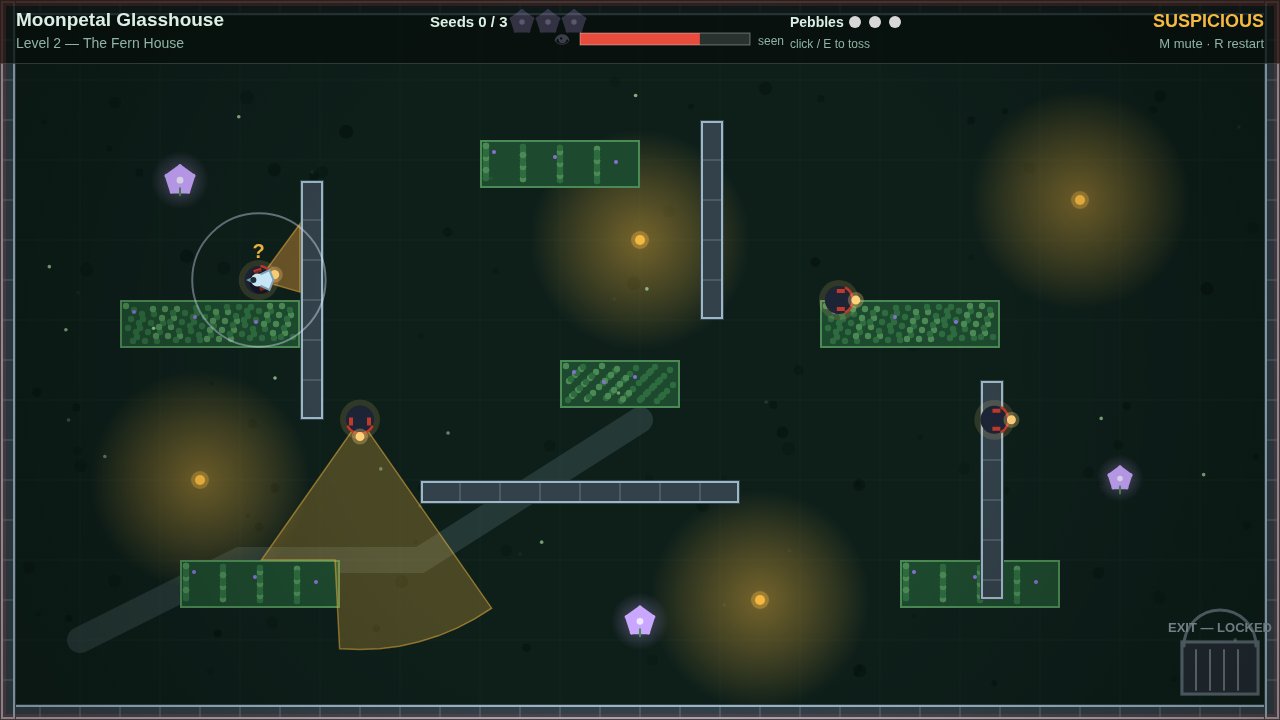 Moonpetal Glasshouse
Level 2 — The Fern House
Seeds 0 / 3
seen
Pebbles
click / E to toss
SUSPICIOUS
M mute · R restart
?
EXIT — LOCKED